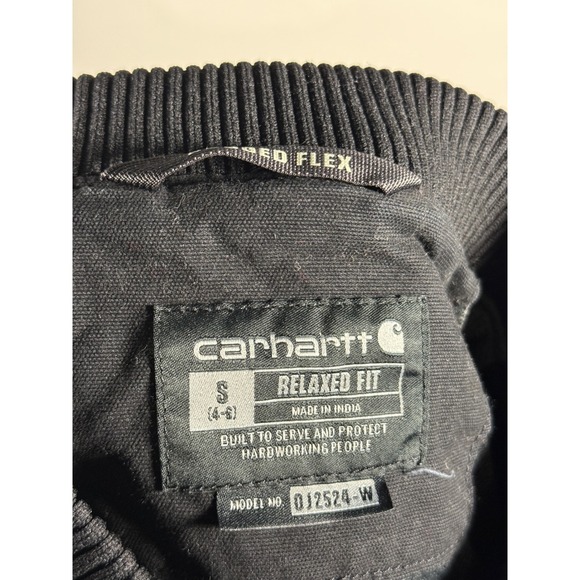 FLEX
carhartt
S
(4-6)
RELAXED FIT
MADE IN INDIA
BUILT TO SERVE AND PROTECT
HARDWORKING PEOPLE
MODEL NO. OJ2524-W